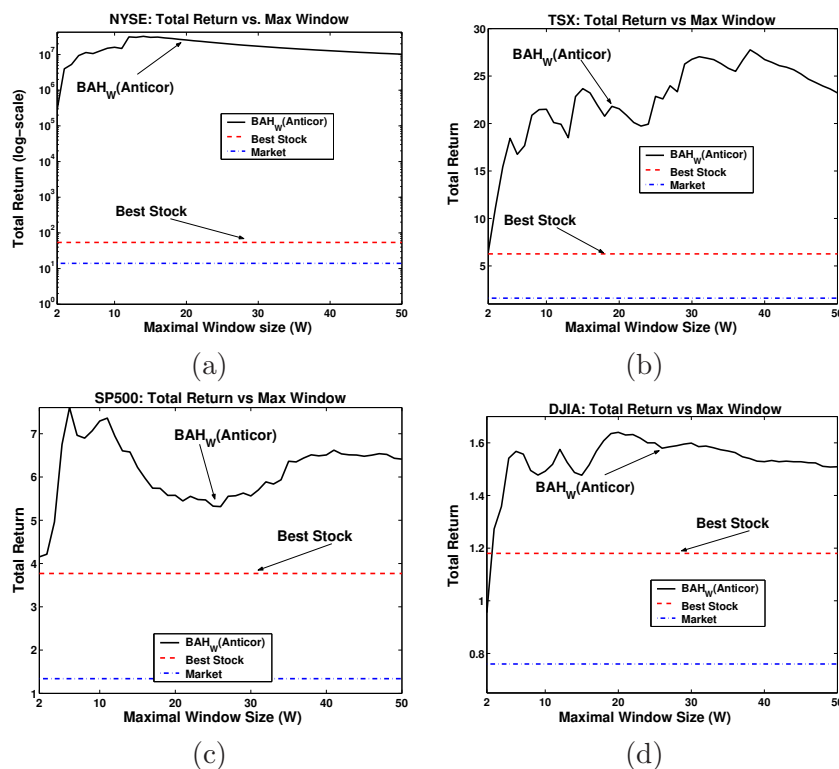 NYSE: Total Return vs. Max Window
Total Return (log−scale)
10^7
10^6
10^5
10^4
10^3
10^2
10^1
10^0
BAH_W(Anticor)
BAH_W(Anticor)
Best Stock
Market
Best Stock
2 10 20 30 40 50
Maximal Window size (W)
(a)
TSX: Total Return vs Max Window
Total Return
30
25
20
15
10
5
BAH_W(Anticor)
BAH_W(Anticor)
Best Stock
Market
Best Stock
2 10 20 30 40 50
Maximal Window Size (W)
(b)
SP500: Total Return vs Max Window
Total Return
7
6
5
4
3
2
1
BAH_W(Anticor)
Best Stock
BAH_W(Anticor)
Best Stock
Market
2 10 20 30 40 50
Maximal Window Size (W)
(c)
DJIA: Total Return vs Max Window
Total Return
1.6
1.4
1.2
1
0.8
BAH_W(Anticor)
Best Stock
BAH_W(Anticor)
Best Stock
Market
2 10 20 30 40 50
Maximal Window Size (W)
(d)